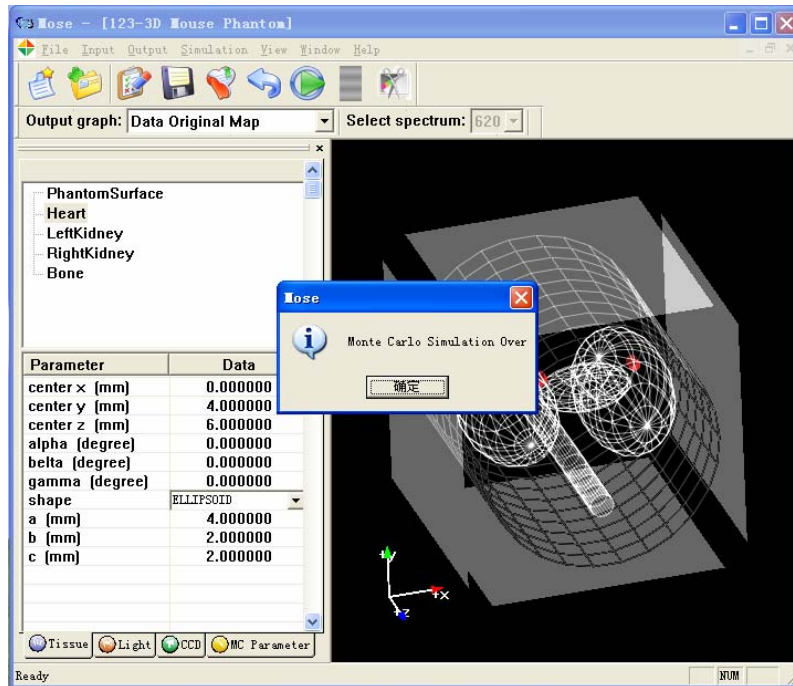 Mose - [123-3D Mouse Phantom]
File Input Output Simulation View Window Help
Output graph: Data Original Map Select spectrum: 620
PhantomSurface
Heart
LeftKidney
RightKidney
Bone
Mose
Monte Carlo Simulation Over
确定
Parameter Data
center x (mm) 0.000000
center y (mm) 4.000000
center z (mm) 6.000000
alpha (degree) 0.000000
belta (degree) 0.000000
gamma (degree) 0.000000
shape ELLIPSOID
a (mm) 4.000000
b (mm) 2.000000
c (mm) 2.000000
+y
+x
+z
Tissue Light CCD MC Parameter
Ready NUM